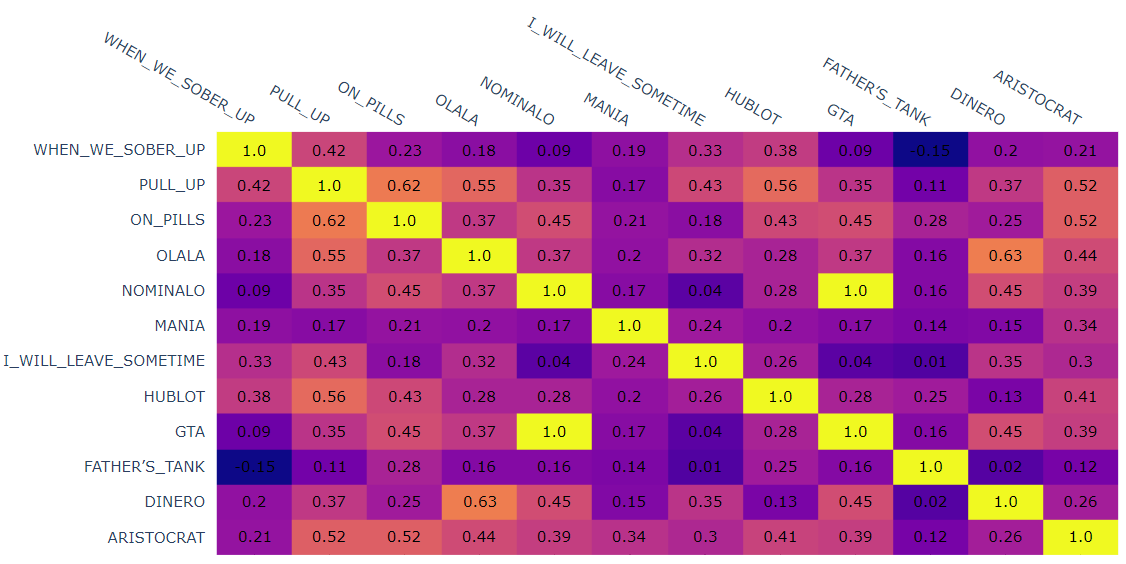 WHEN_WE_SOBER_UP PULL_UP ON_PILLS OLALA NOMINALO MANIA I_WILL_LEAVE_SOMETIME HUBLOT GTA FATHER’S_TANK DINERO ARISTOCRAT
WHEN_WE_SOBER_UP 1.0 0.42 0.23 0.18 0.09 0.19 0.33 0.38 0.09 -0.15 0.2 0.21
PULL_UP 0.42 1.0 0.62 0.55 0.35 0.17 0.43 0.56 0.35 0.11 0.37 0.52
ON_PILLS 0.23 0.62 1.0 0.37 0.45 0.21 0.18 0.43 0.45 0.28 0.25 0.52
OLALA 0.18 0.55 0.37 1.0 0.37 0.2 0.32 0.28 0.37 0.16 0.63 0.44
NOMINALO 0.09 0.35 0.45 0.37 1.0 0.17 0.04 0.28 1.0 0.16 0.45 0.39
MANIA 0.19 0.17 0.21 0.2 0.17 1.0 0.24 0.2 0.17 0.14 0.15 0.34
I_WILL_LEAVE_SOMETIME 0.33 0.43 0.18 0.32 0.04 0.24 1.0 0.26 0.04 0.01 0.35 0.3
HUBLOT 0.38 0.56 0.43 0.28 0.28 0.2 0.26 1.0 0.28 0.25 0.13 0.41
GTA 0.09 0.35 0.45 0.37 1.0 0.17 0.04 0.28 1.0 0.16 0.45 0.39
FATHER’S_TANK -0.15 0.11 0.28 0.16 0.16 0.14 0.01 0.25 0.16 1.0 0.02 0.12
DINERO 0.2 0.37 0.25 0.63 0.45 0.15 0.35 0.13 0.45 0.02 1.0 0.26
ARISTOCRAT 0.21 0.52 0.52 0.44 0.39 0.34 0.3 0.41 0.39 0.12 0.26 1.0